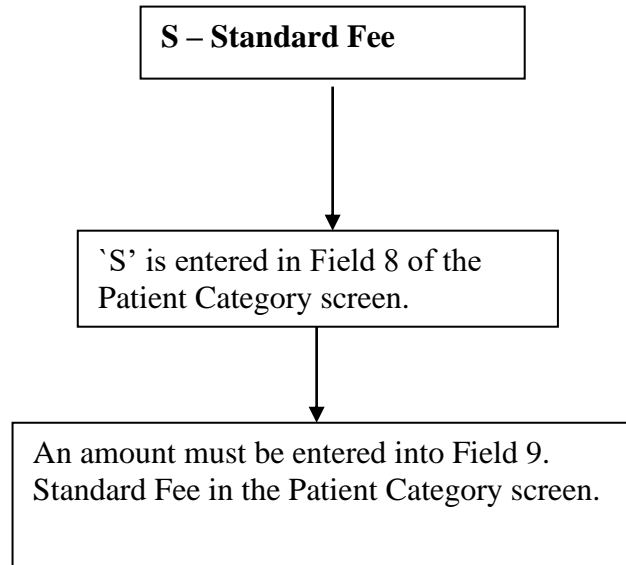 S – Standard Fee
`S’ is entered in Field 8 of the
Patient Category screen.
An amount must be entered into Field 9.
Standard Fee in the Patient Category screen.